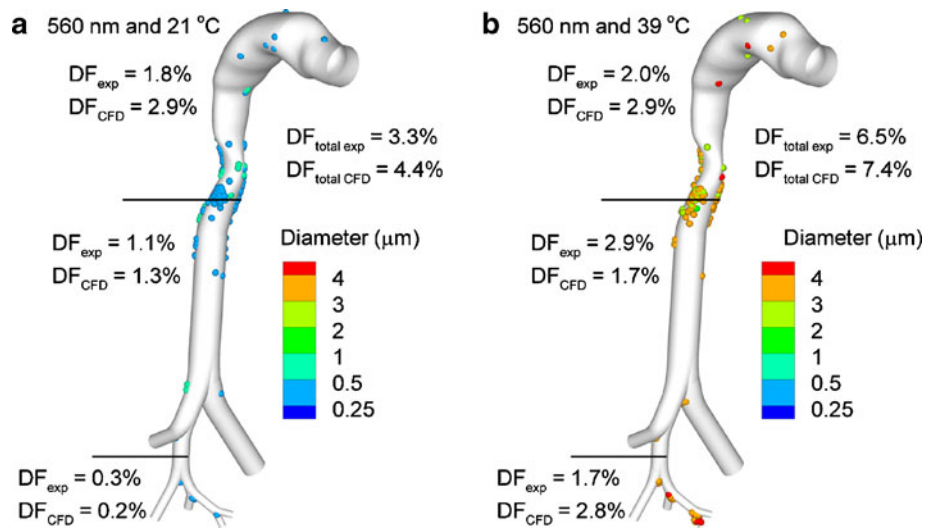 a 560 nm and 21 °C
DFexp = 1.8%
DFCFD = 2.9%
DFtotal exp = 3.3%
DFtotal CFD = 4.4%
DFexp = 1.1%
DFCFD = 1.3%
Diameter (μm)
4
3
2
1
0.5
0.25
DFexp = 0.3%
DFCFD = 0.2%
b 560 nm and 39 °C
DFexp = 2.0%
DFCFD = 2.9%
DFtotal exp = 6.5%
DFtotal CFD = 7.4%
DFexp = 2.9%
DFCFD = 1.7%
Diameter (μm)
4
3
2
1
0.5
0.25
DFexp = 1.7%
DFCFD = 2.8%